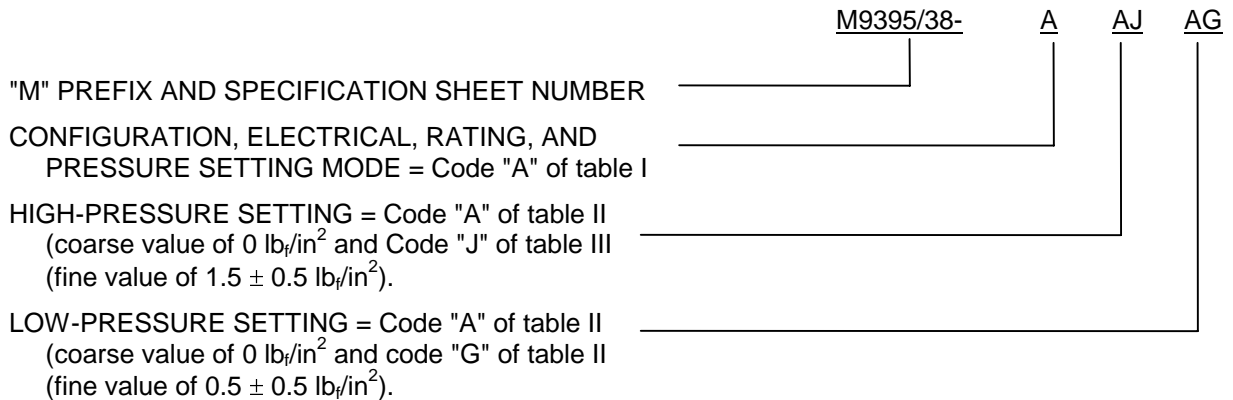 M9395/38- A AJ AG
"M" PREFIX AND SPECIFICATION SHEET NUMBER
CONFIGURATION, ELECTRICAL, RATING, AND
PRESSURE SETTING MODE = Code "A" of table I
HIGH-PRESSURE SETTING = Code "A" of table II
(coarse value of 0 lbf/in2 and Code "J" of table III
(fine value of 1.5 ± 0.5 lbf/in2).
LOW-PRESSURE SETTING = Code "A" of table II
(coarse value of 0 lbf/in2 and code "G" of table II
(fine value of 0.5 ± 0.5 lbf/in2).